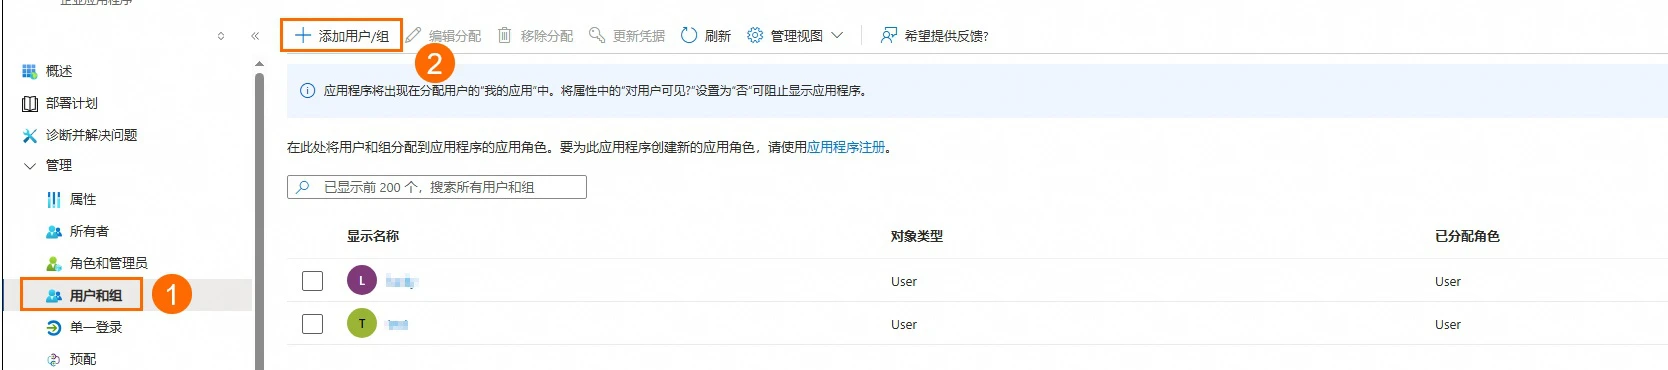 企业应用程序
添加用户/组 编辑分配 移除分配 更新凭据 刷新 管理视图 希望提供反馈?
2
概述
部署计划
诊断并解决问题
管理
属性
所有者
角色和管理员
用户和组
1
单一登录
预配
应用程序将出现在分配用户的“我的应用”中。将属性中的“对用户可见?”设置为“否”可阻止显示应用程序。
在此处将用户和组分配到应用程序的应用角色。要为此应用程序创建新的应用角色，请使用应用程序注册。
已显示前 200 个，搜索所有用户和组
显示名称 对象类型 已分配角色
L User User
T User User